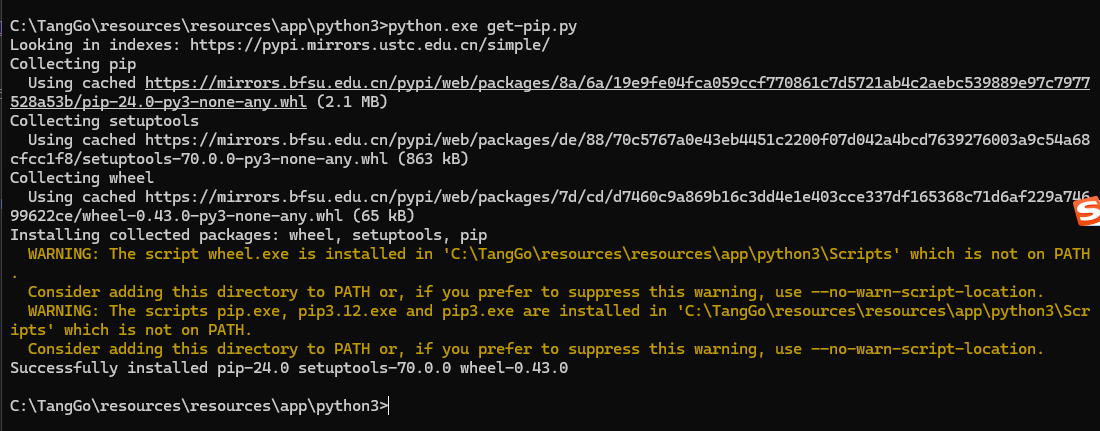 C:\TangGo\resources\resources\app\python3>python.exe get-pip.py
Looking in indexes: https://pypi.mirrors.ustc.edu.cn/simple/
Collecting pip
  Using cached https://mirrors.bfsu.edu.cn/pypi/web/packages/8a/6a/19e9fe04fca059ccf770861c7d5721ab4c2aebc539889e97c7977
528a53b/pip-24.0-py3-none-any.whl (2.1 MB)
Collecting setuptools
  Using cached https://mirrors.bfsu.edu.cn/pypi/web/packages/de/88/70c5767a0e43eb4451c2200f07d042a4bcd7639276003a9c54a68
cfcc1f8/setuptools-70.0.0-py3-none-any.whl (863 kB)
Collecting wheel
  Using cached https://mirrors.bfsu.edu.cn/pypi/web/packages/7d/cd/d7460c9a869b16c3dd4e1e403cce337df165368c71d6af229a746
99622ce/wheel-0.43.0-py3-none-any.whl (65 kB)
Installing collected packages: wheel, setuptools, pip
  WARNING: The script wheel.exe is installed in 'C:\TangGo\resources\resources\app\python3\Scripts' which is not on PATH
.
  Consider adding this directory to PATH or, if you prefer to suppress this warning, use --no-warn-script-location.
  WARNING: The scripts pip.exe, pip3.12.exe and pip3.exe are installed in 'C:\TangGo\resources\resources\app\python3\Scr
ipts' which is not on PATH.
  Consider adding this directory to PATH or, if you prefer to suppress this warning, use --no-warn-script-location.
Successfully installed pip-24.0 setuptools-70.0.0 wheel-0.43.0
C:\TangGo\resources\resources\app\python3>